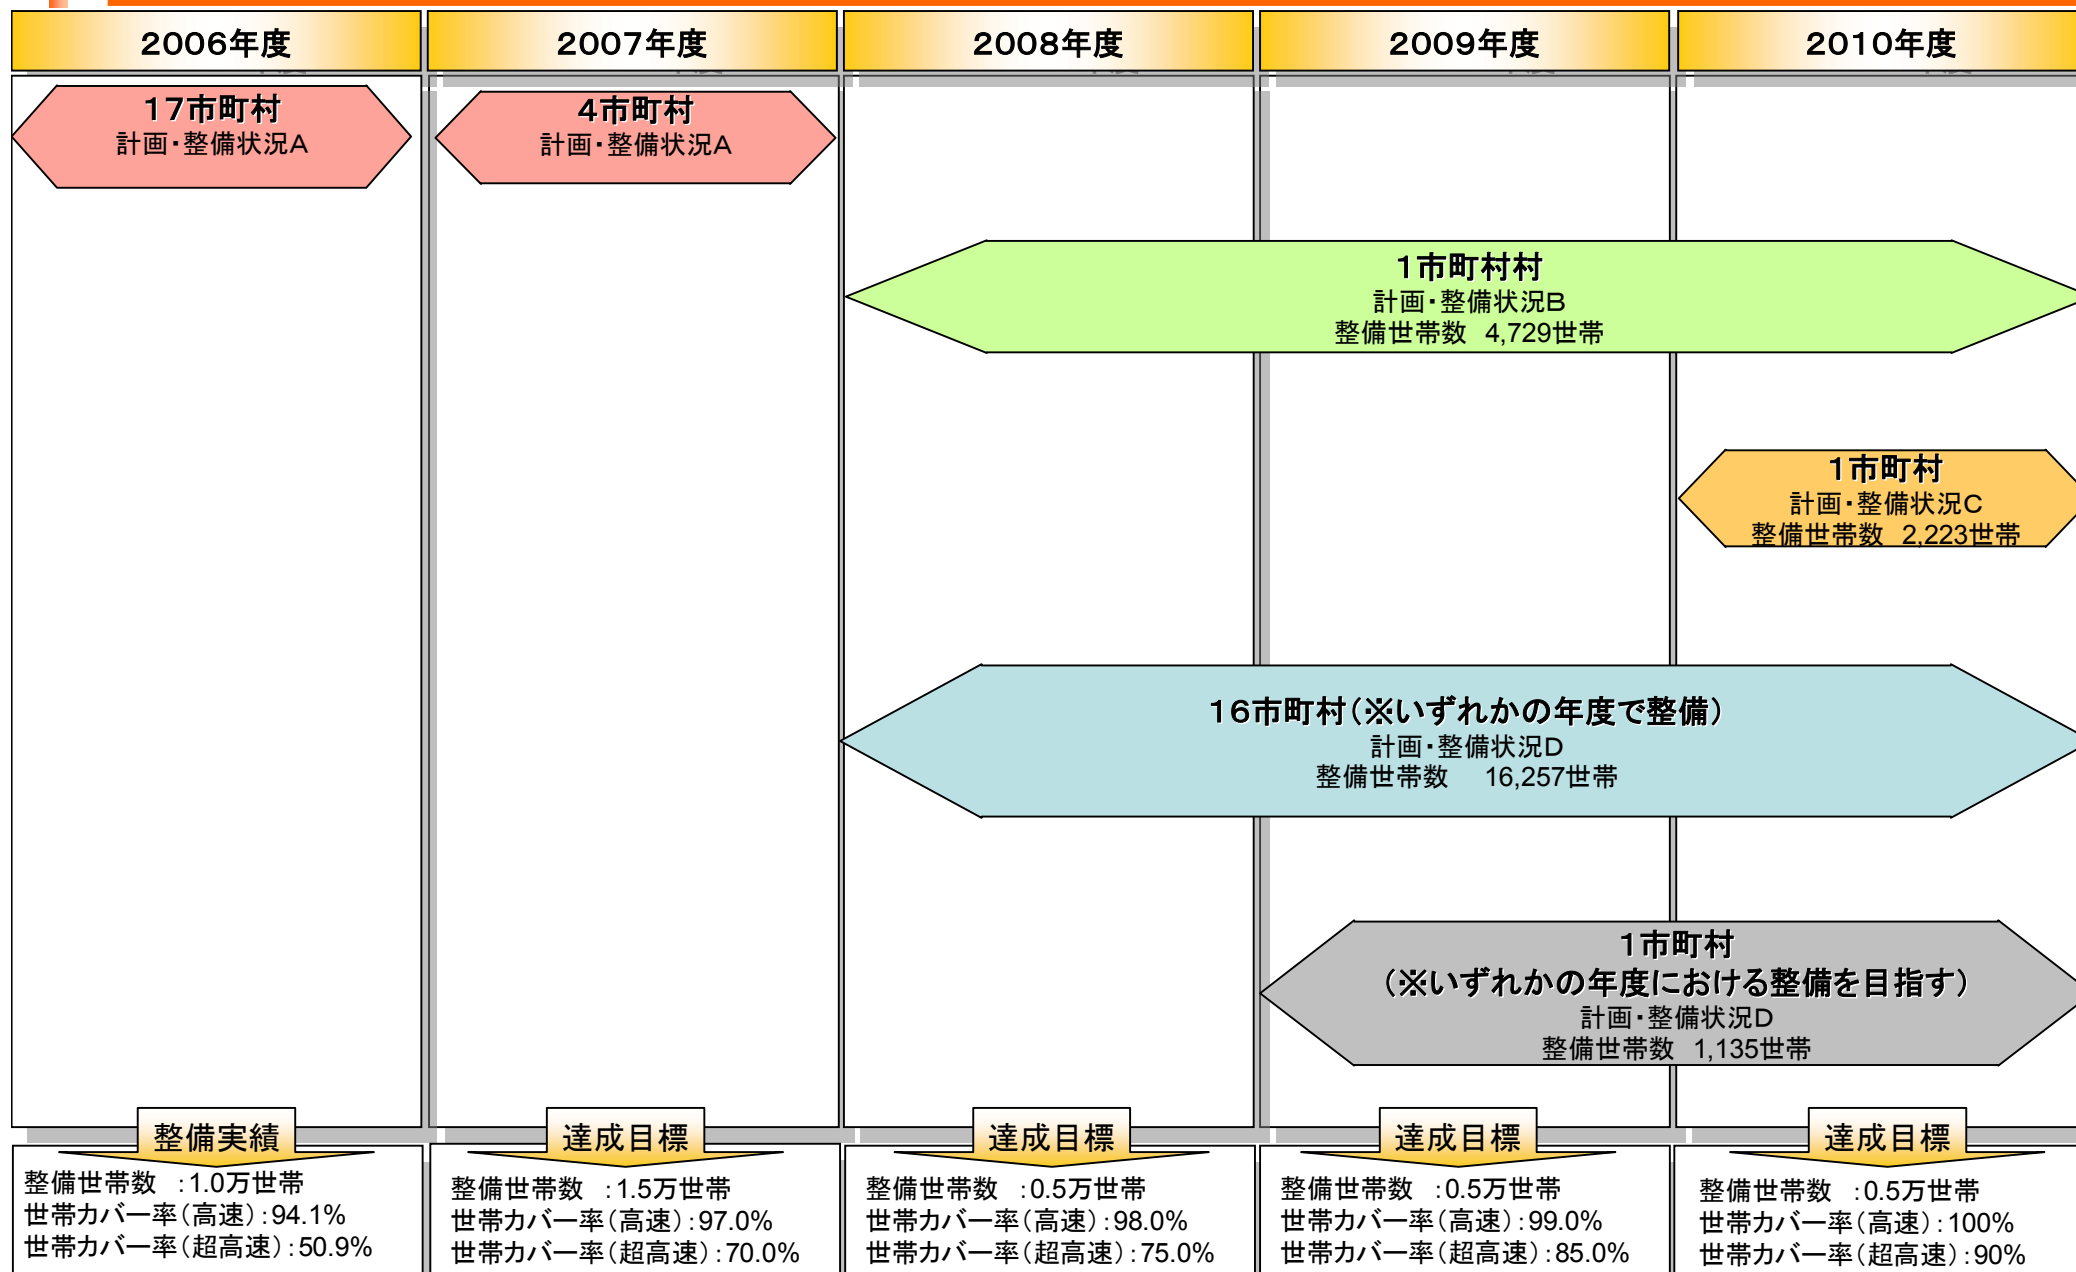 2006年度
2007年度
2008年度
2009年度
2010年度
17市町村
計画・整備状況A
4市町村
計画・整備状況A
1市町村村
計画・整備状況B
整備世帯数 4,729世帯
1市町村
計画・整備状況C
整備世帯数 2,223世帯
16市町村(※いずれかの年度で整備)
計画・整備状況D
整備世帯数 16,257世帯
1市町村
(※いずれかの年度における整備を目指す)
計画・整備状況D
整備世帯数 1,135世帯
整備実績
整備世帯数 :1.0万世帯
世帯カバー率(高速):94.1%
世帯カバー率(超高速):50.9%
達成目標
整備世帯数 :1.5万世帯
世帯カバー率(高速):97.0%
世帯カバー率(超高速):70.0%
達成目標
整備世帯数 :0.5万世帯
世帯カバー率(高速):98.0%
世帯カバー率(超高速):75.0%
達成目標
整備世帯数 :0.5万世帯
世帯カバー率(高速):99.0%
世帯カバー率(超高速):85.0%
達成目標
整備世帯数 :0.5万世帯
世帯カバー率(高速):100%
世帯カバー率(超高速):90%